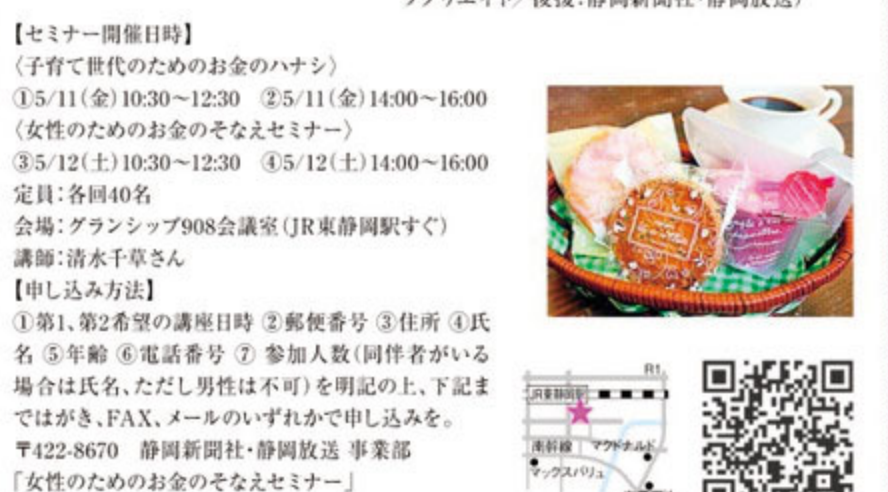 【セミナー開催日時】
〈子育て世代のためのお金のハナシ〉
①5/11(金)10:30～12:30 ②5/11(金)14:00～16:00
〈女性のためのお金のそなえセミナー〉
③5/12(土)10:30～12:30 ④5/12(土)14:00～16:00
定員:各回40名
会場:グランシップ908会議室(JR東静岡駅すぐ)
講師:清水千草さん
【申し込み方法】
①第1、第2希望の講座日時 ②郵便番号 ③住所 ④氏
名 ⑤年齢 ⑥電話番号 ⑦ 参加人数(同伴者がいる
場合は氏名、ただし男性は不可)を明記の上、下記ま
ではがき、FAX、メールのいずれかで申し込みを。
〒422-8670 静岡新聞社・静岡放送 事業部
「女性のためのお金のそなえセミナー」
R1
JR東静岡駅
南幹線 マクドナルド
マックスバリュ